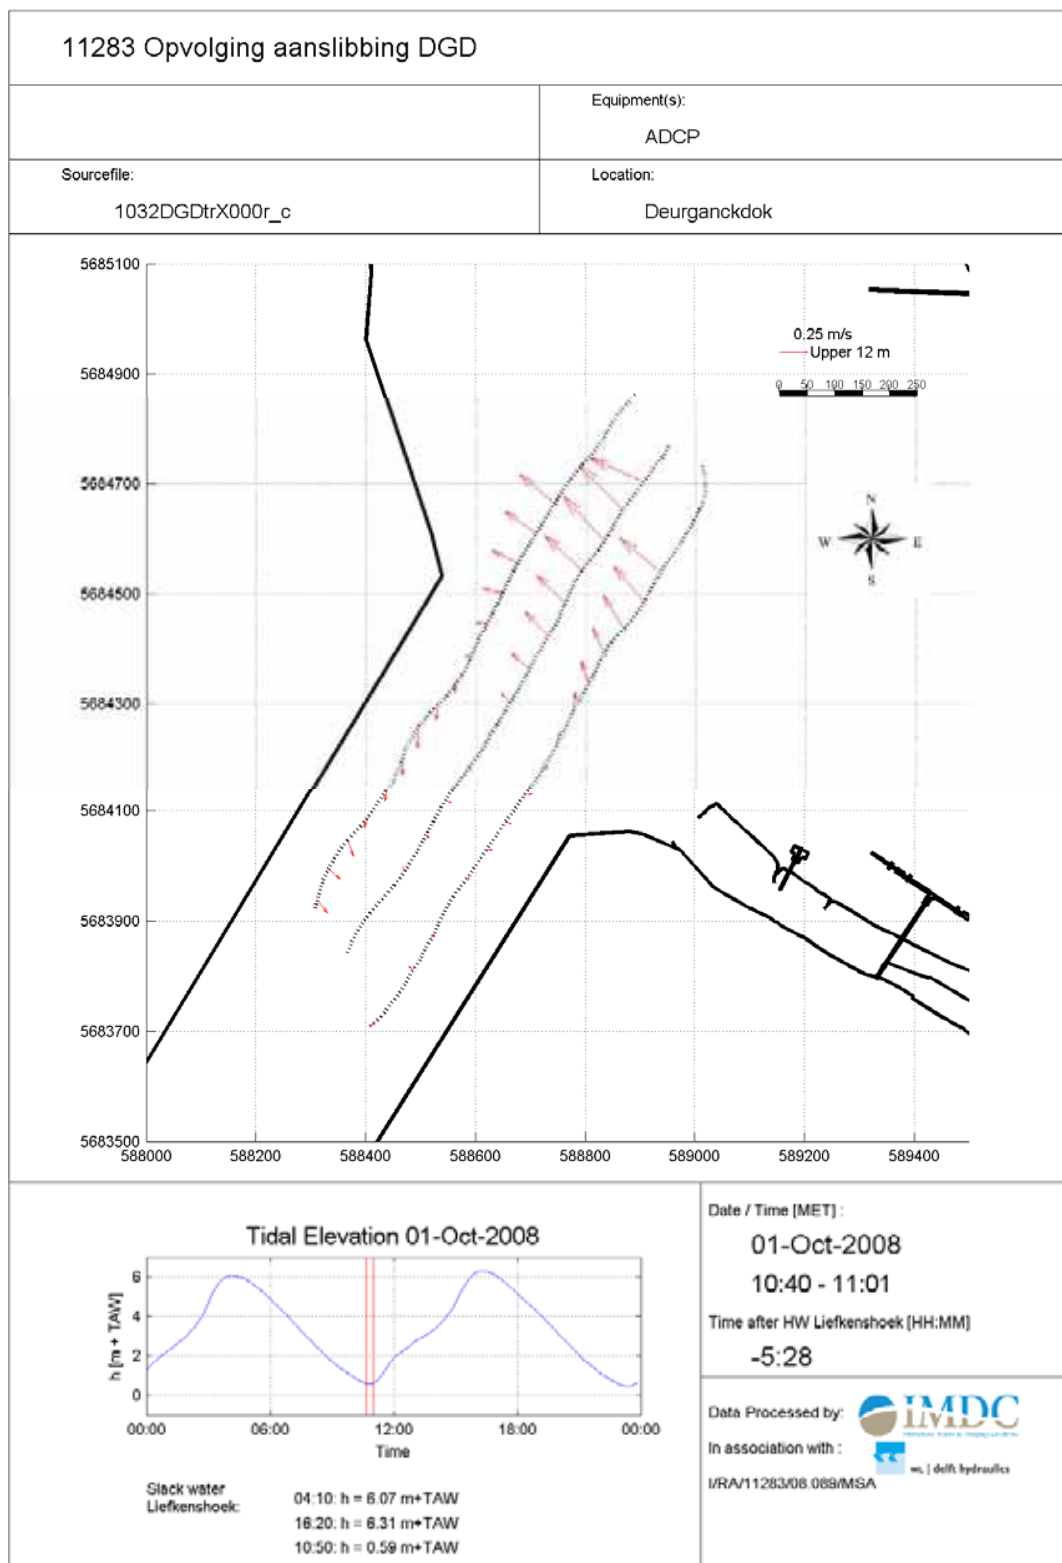 11283 Opvolging aanslibbing DGD
Equipment(s):
ADCP
Sourcefile:
1032DGDtrX000r_c
Location:
Deurganckdok
5685100
5684900
5684700
5684500
5684300
5684100
5683900
5683700
5683500
588000 588200 588400 588600 588800 589000 589200 589400
0.25 m/s
Upper 12 m
0 50 100 150 200 250
N
W E
S
Tidal Elevation 01-Oct-2008
h [m + TAW]
6
4
2
0
00:00 06:00 12:00 18:00 00:00
Time
Slack water
Liefkenshoek:
04:10: h = 6.07 m+TAW
16:20: h = 6.31 m+TAW
10:50: h = 0.59 m+TAW
Date / Time [MET] :
01-Oct-2008
10:40 - 11:01
Time after HW Liefkenshoek [HH:MM]
-5:28
Data Processed by:
IMDC
In association with :
wL | delft hydraulics
I/RA/11283/08.089/MSA